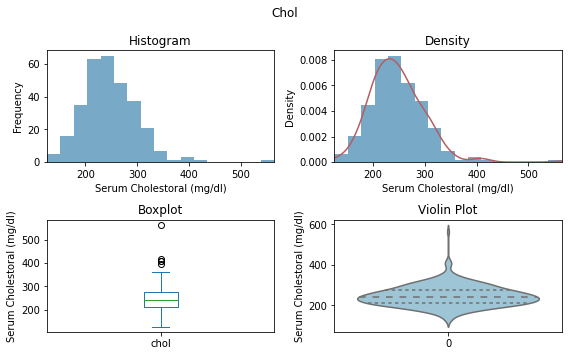 Chol
Histogram
Frequency
60
40
20
0
200 300 400 500
Serum Cholestoral (mg/dl)
Density
Density
0.008
0.006
0.004
0.002
0.000
200 300 400 500
Serum Cholestoral (mg/dl)
Boxplot
Serum Cholestoral (mg/dl)
500
400
300
200
chol
Violin Plot
Serum Cholestoral (mg/dl)
600
400
200
0